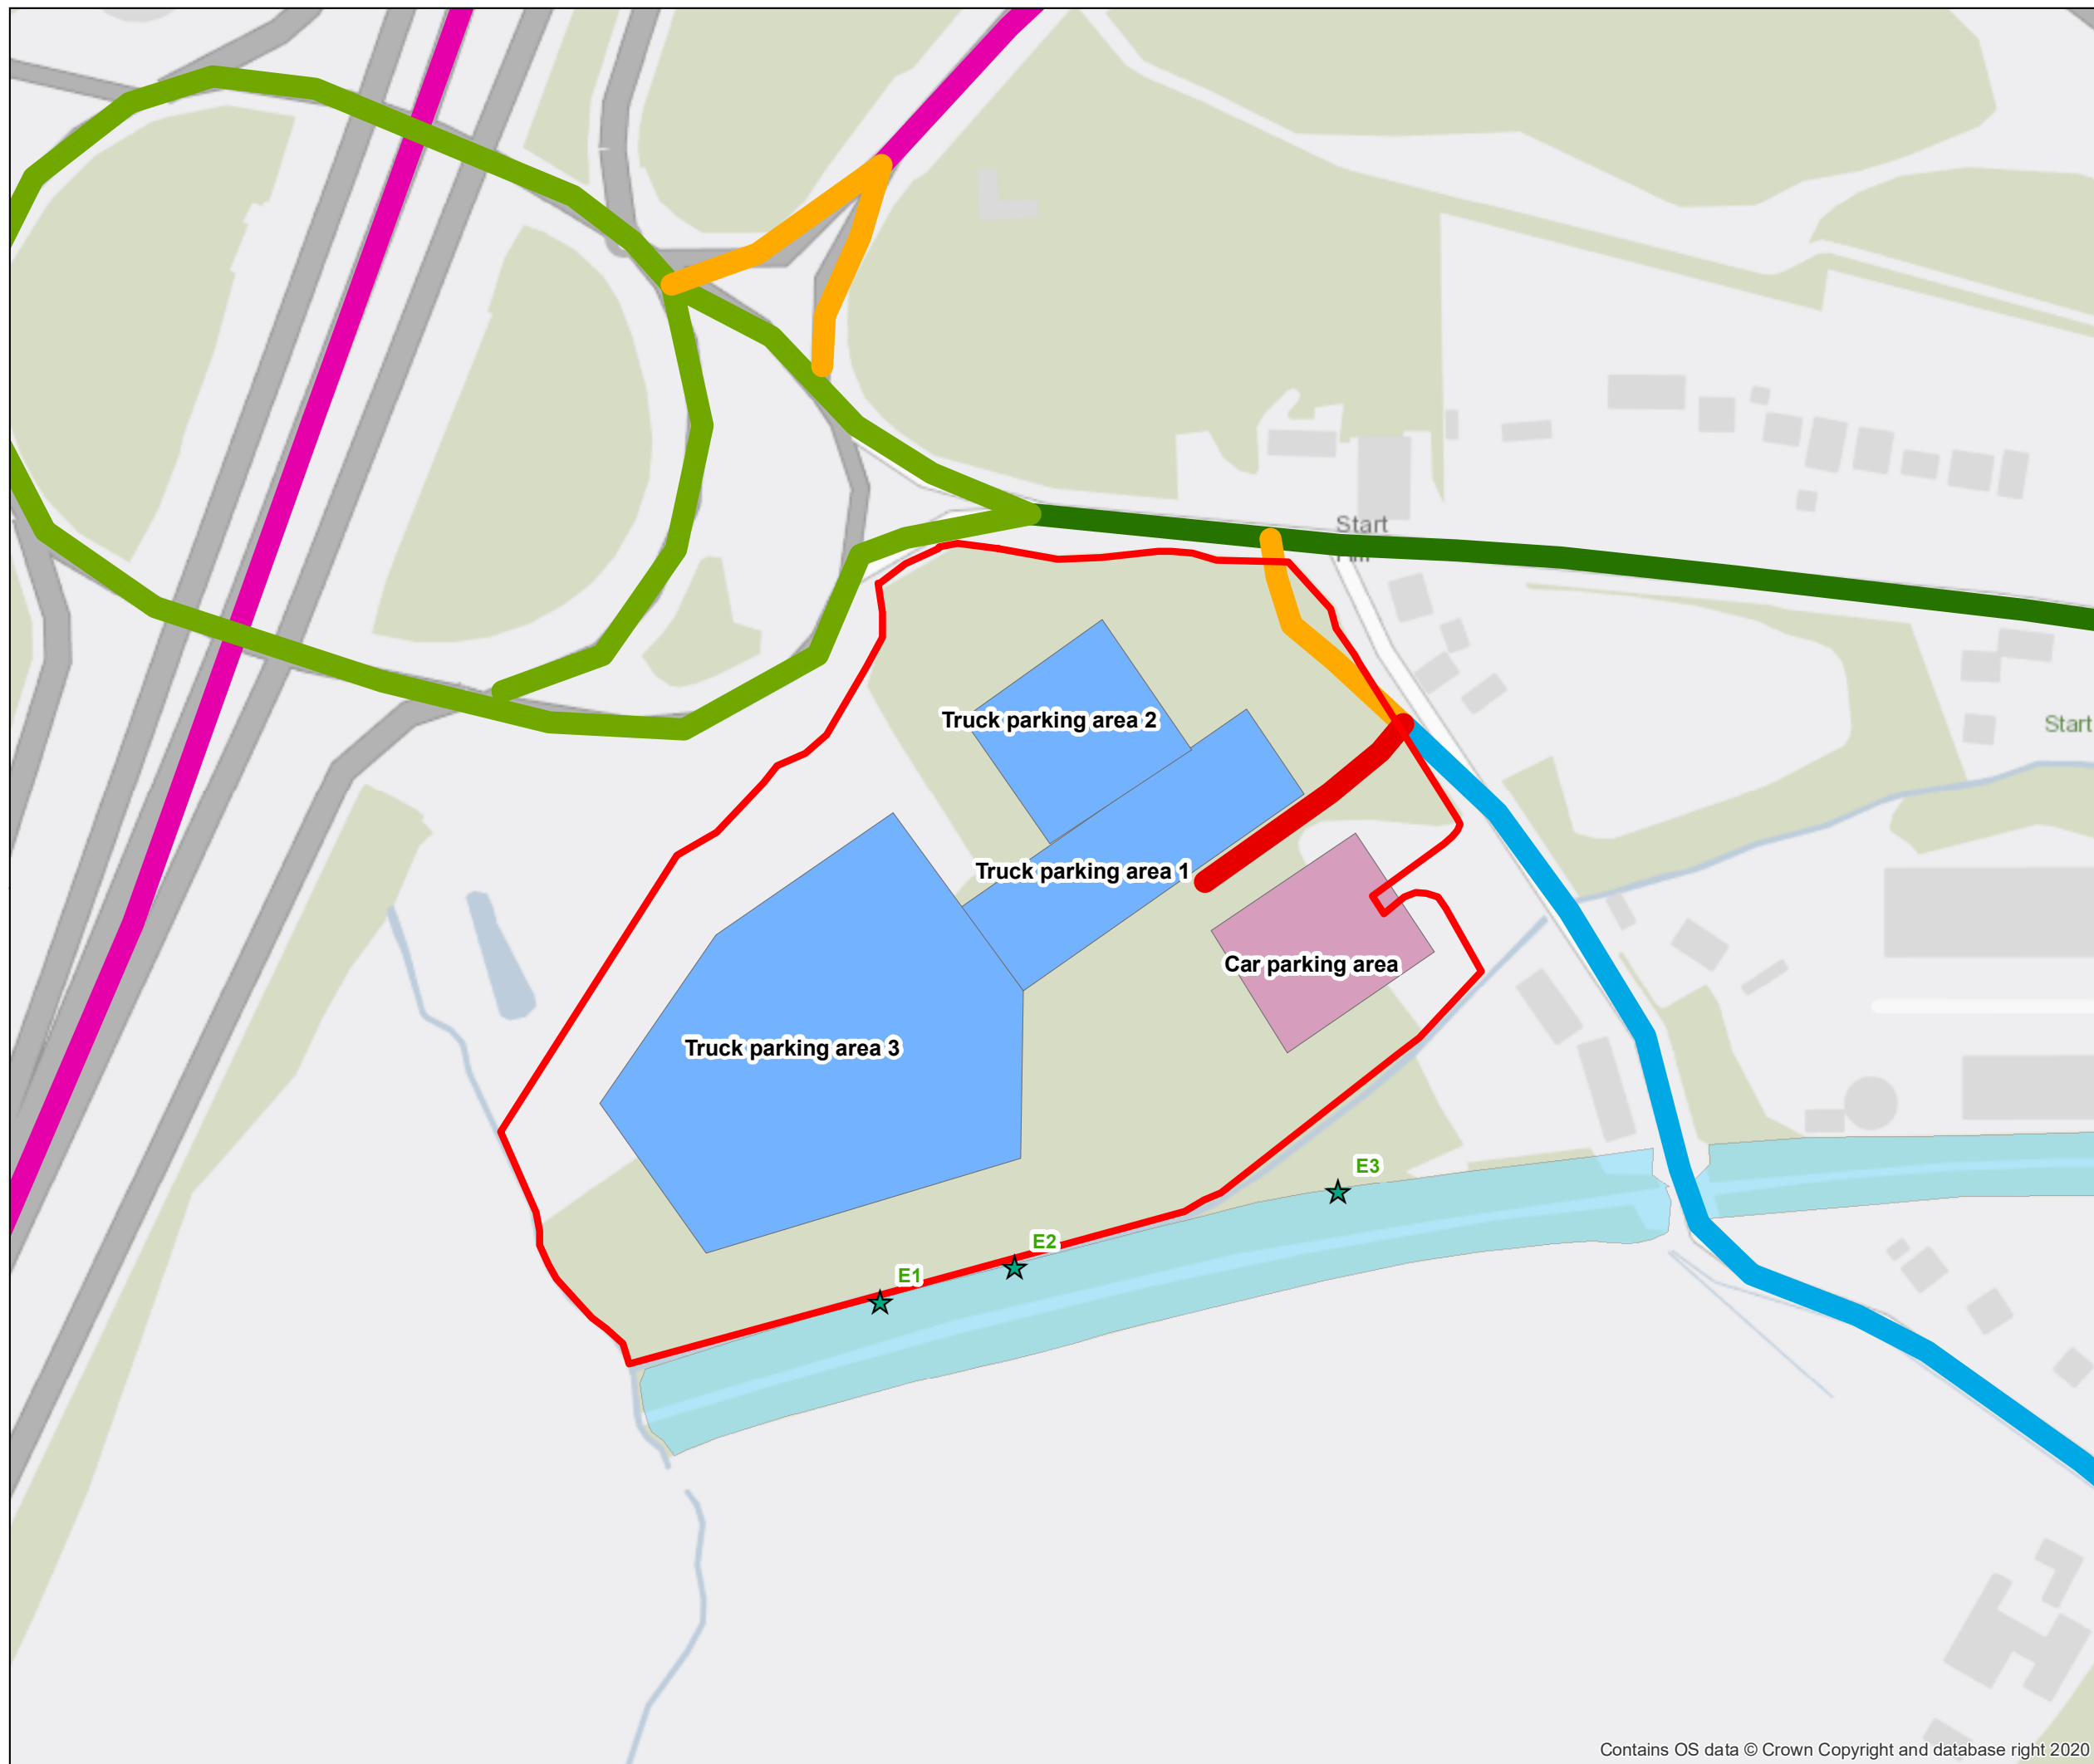 Start
Truck parking area 2
Start
Truck parking area 1
Car parking area
Truck parking area 3
E3
E2
E1
Contains OS data © Crown Copyright and database right 2020